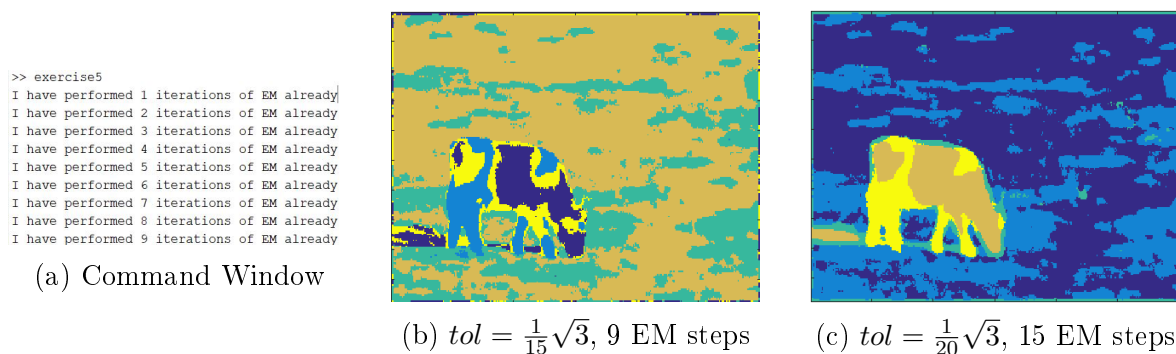 >> exercise5
I have performed 1 iterations of EM already
I have performed 2 iterations of EM already
I have performed 3 iterations of EM already
I have performed 4 iterations of EM already
I have performed 5 iterations of EM already
I have performed 6 iterations of EM already
I have performed 7 iterations of EM already
I have performed 8 iterations of EM already
I have performed 9 iterations of EM already
(a) Command Window
(b) tol = 1/15 √3, 9 EM steps
(c) tol = 1/20 √3, 15 EM steps